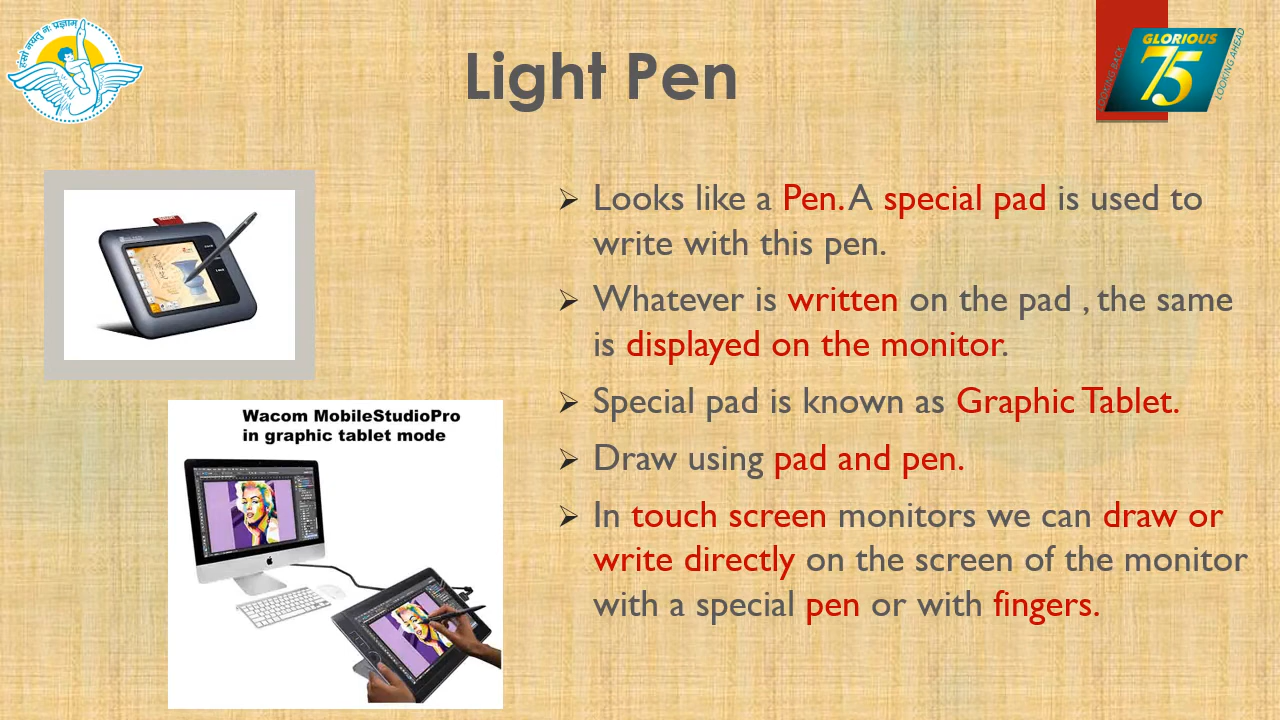 हंसो नयतु नः प्रज्ञाम्
Light Pen
GLORIOUS
75
LOOKING BACK
LOOKING AHEAD
➢ Looks like a Pen. A special pad is used to
write with this pen.
➢ Whatever is written on the pad , the same
is displayed on the monitor.
➢ Special pad is known as Graphic Tablet.
➢ Draw using pad and pen.
➢ In touch screen monitors we can draw or
write directly on the screen of the monitor
with a special pen or with fingers.
Wacom MobileStudioPro
in graphic tablet mode